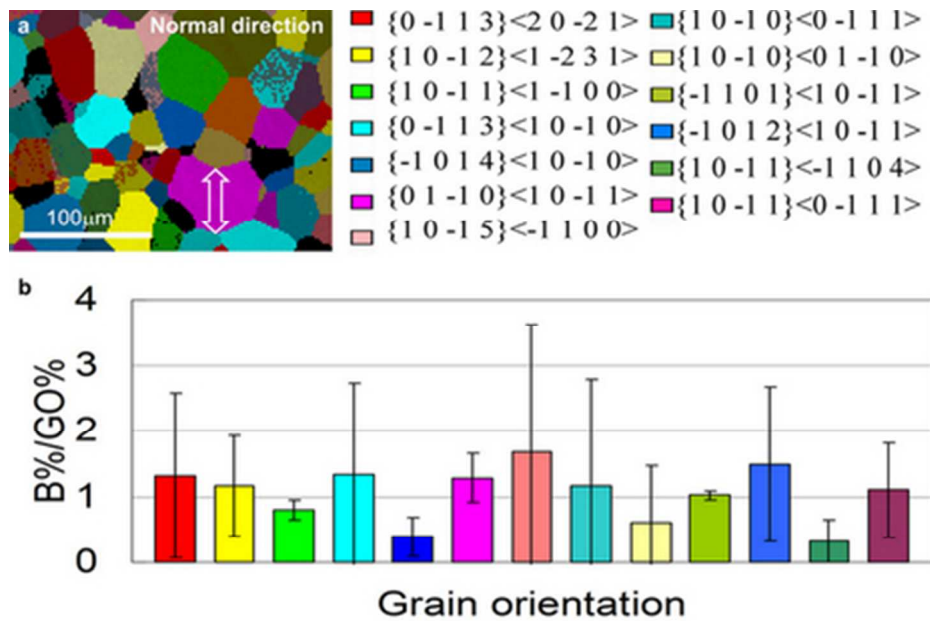 a Normal direction
100μm
{0 -1 1 3}<2 0 -2 1>
{1 0 -1 2}<1 -2 3 1>
{1 0 -1 1}<1 -1 0 0>
{0 -1 1 3}<1 0 -1 0>
{-1 0 1 4}<1 0 -1 0>
{0 1 -1 0}<1 0 -1 1>
{1 0 -1 5}<-1 1 0 0>
{1 0 -1 0}<0 -1 1 1>
{1 0 -1 0}<0 1 -1 0>
{-1 1 0 1}<1 0 -1 1>
{-1 0 1 2}<1 0 -1 1>
{1 0 -1 1}<-1 1 0 4>
{1 0 -1 1}<0 -1 1 1>
b
4
3
2
1
0
B%/GO%
Grain orientation